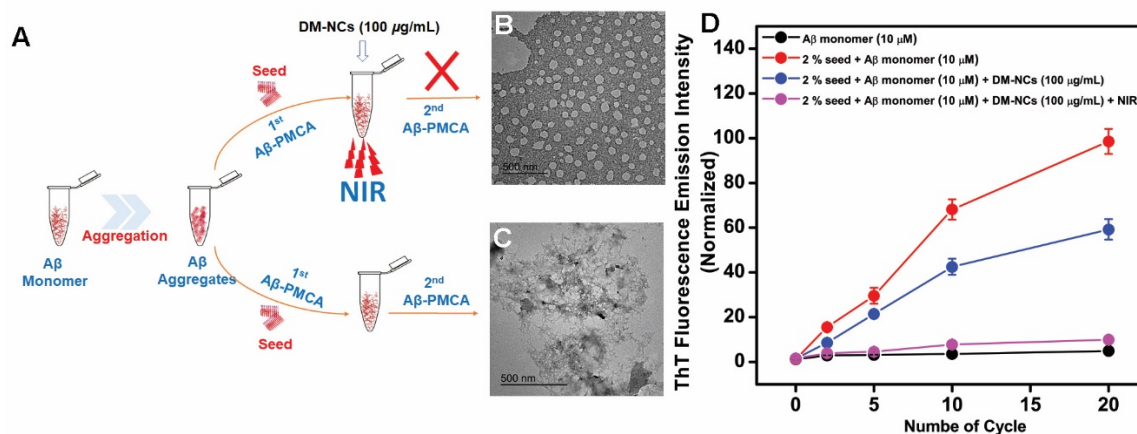 A
DM-NCs (100 µg/mL)
Seed
1st
Aβ-PMCA
2nd
Aβ-PMCA
NIR
Aggregation
Aβ
Monomer
Aβ
Aggregates
1st
Aβ-PMCA
2nd
Aβ-PMCA
Seed
B
500 nm
C
500 nm
D
ThT Fluorescence Emission Intensity
(Normalized)
140
120
100
80
60
40
20
0
Aβ monomer (10 µM)
2 % seed + Aβ monomer (10 µM)
2 % seed + Aβ monomer (10 µM) + DM-NCs (100 µg/mL)
2 % seed + Aβ monomer (10 µM) + DM-NCs (100 µg/mL) + NIR
0 5 10 15 20
Numbe of Cycle